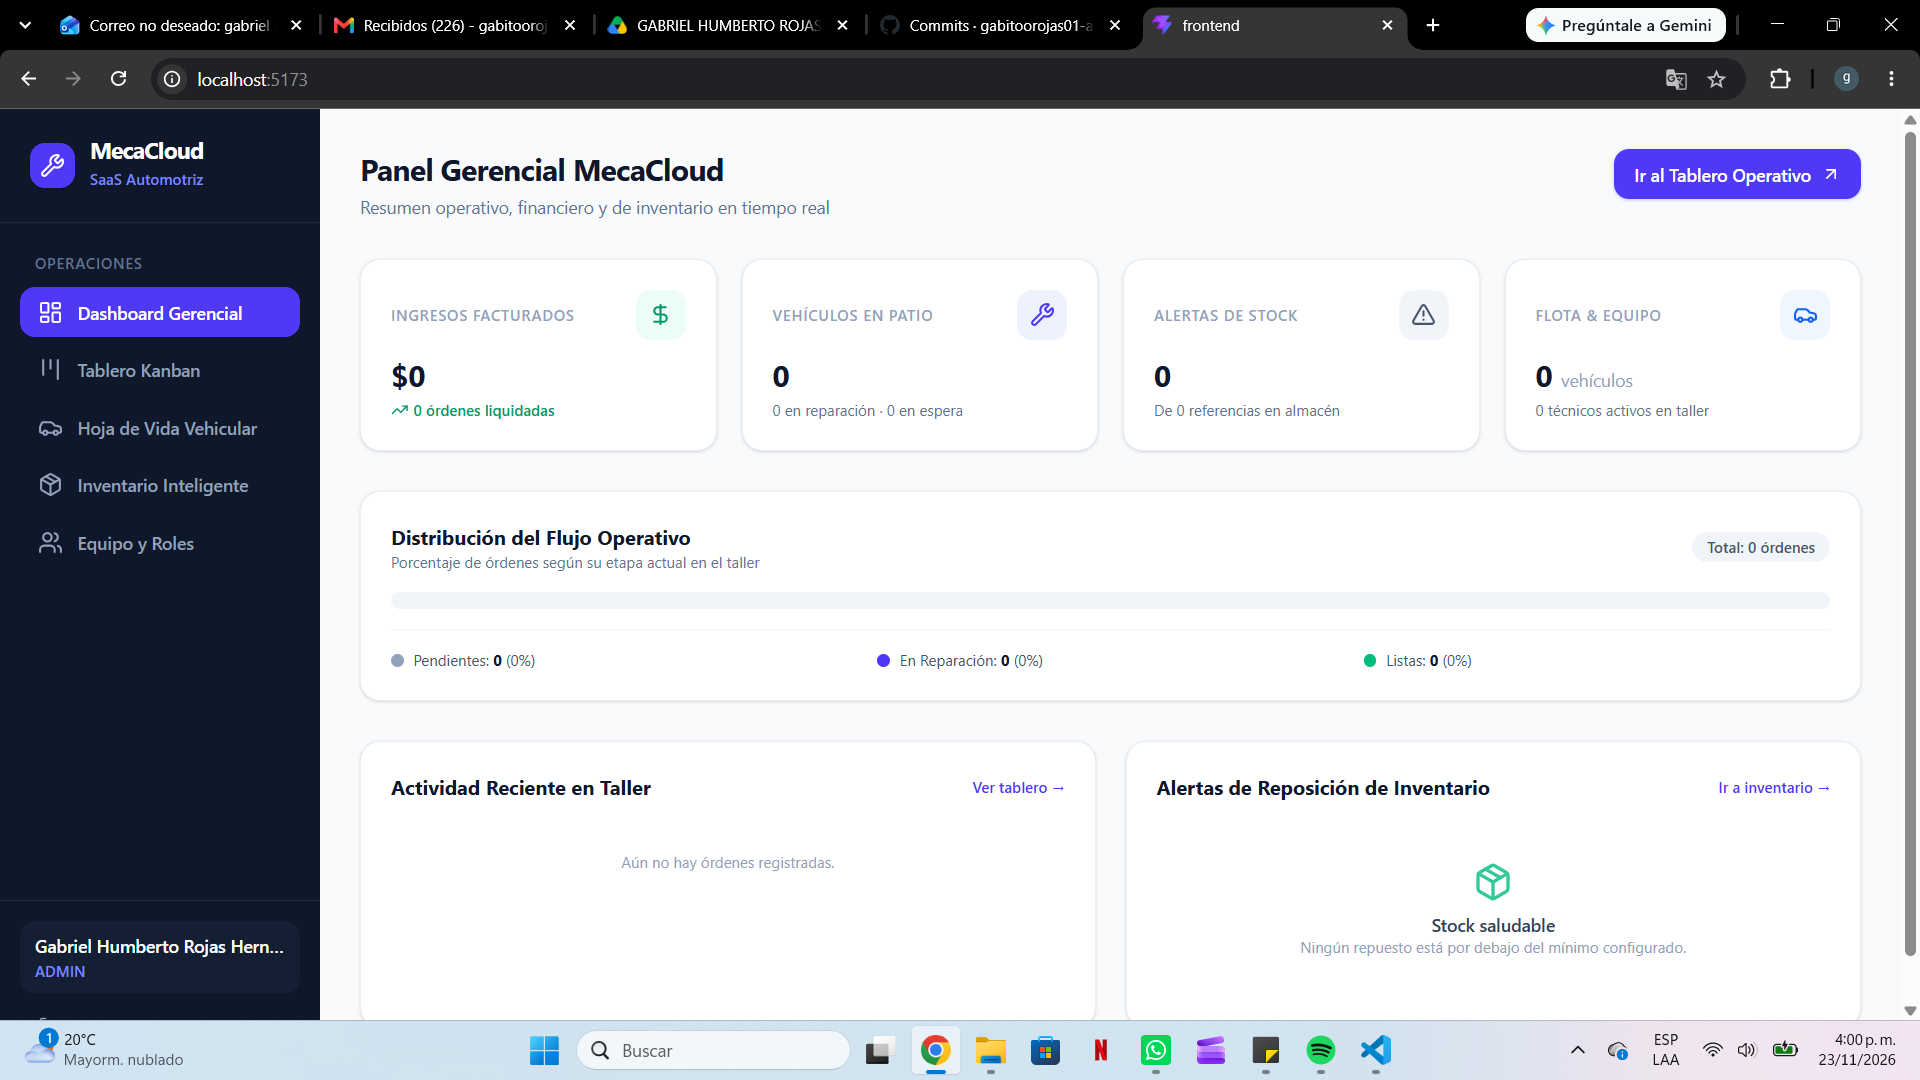 Correo no deseado: gabriel
Recibidos (226) - gabitooroj
GABRIEL HUMBERTO ROJAS
Commits · gabitoorojas01-a
frontend
Pregúntale a Gemini
localhost:5173
g
MecaCloud
SaaS Automotriz
OPERACIONES
Dashboard Gerencial
Tablero Kanban
Hoja de Vida Vehicular
Inventario Inteligente
Equipo y Roles
Gabriel Humberto Rojas Hern...
ADMIN
Panel Gerencial MecaCloud
Resumen operativo, financiero y de inventario en tiempo real
Ir al Tablero Operativo
INGRESOS FACTURADOS
$0
0 órdenes liquidadas
VEHÍCULOS EN PATIO
0
0 en reparación · 0 en espera
ALERTAS DE STOCK
0
De 0 referencias en almacén
FLOTA & EQUIPO
0 vehículos
0 técnicos activos en taller
Distribución del Flujo Operativo
Porcentaje de órdenes según su etapa actual en el taller
Total: 0 órdenes
Pendientes: 0 (0%)
En Reparación: 0 (0%)
Listas: 0 (0%)
Actividad Reciente en Taller
Ver tablero →
Aún no hay órdenes registradas.
Alertas de Reposición de Inventario
Ir a inventario →
Stock saludable
Ningún repuesto está por debajo del mínimo configurado.
1
20°C
Mayorm. nublado
Buscar
ESP
LAA
4:00 p. m.
23/11/2026